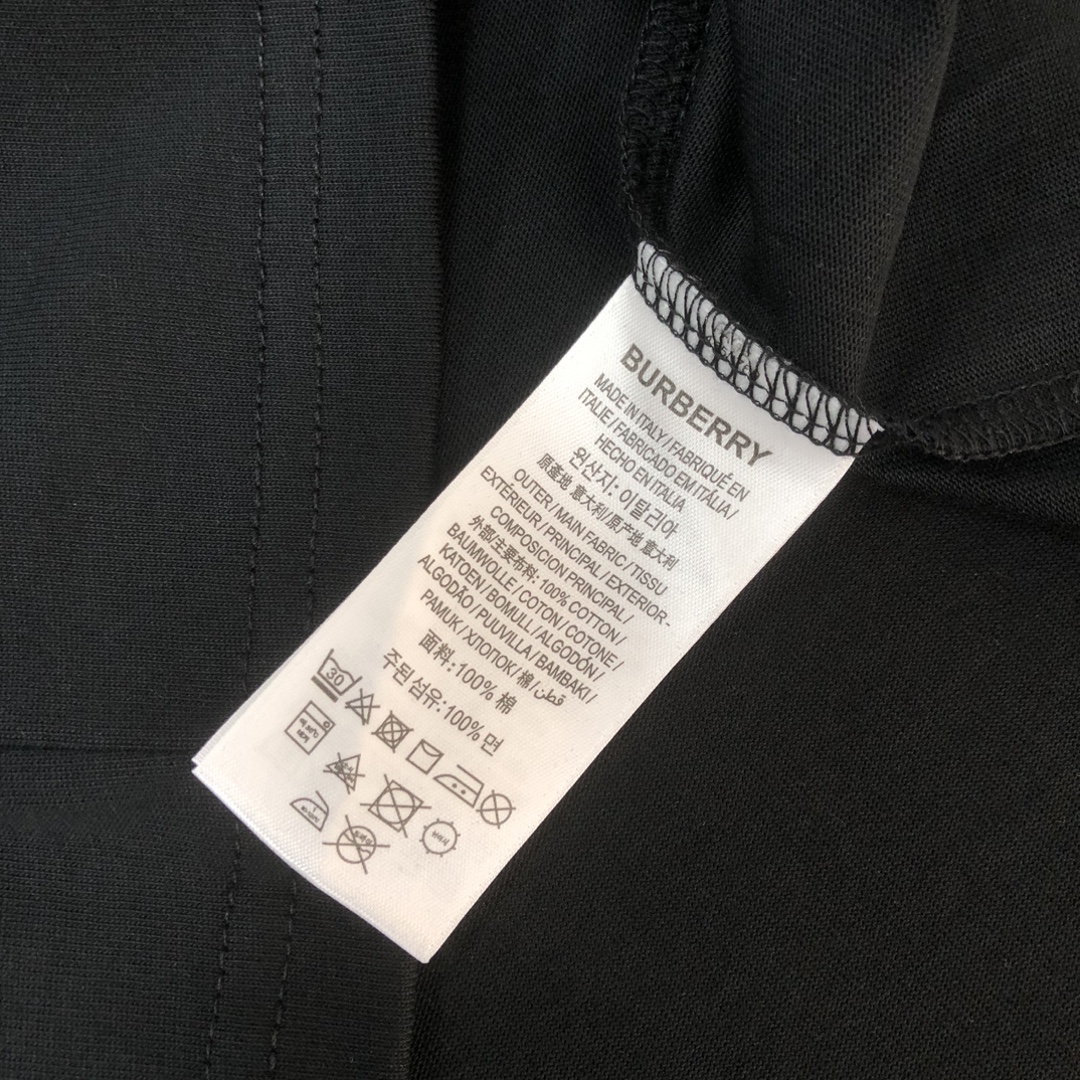 BURBERRY
MADE IN ITALY / FABRIQUÉ EN
ITALIE / FABRICADO EM ITÁLIA /
HECHO EN ITALIA
원산지: 이탈리아
原產地 意大利/原产地 意大利
OUTER / MAIN FABRIC / TISSU
EXTÉRIEUR / PRINCIPAL / EXTERIOR -
COMPOSICION PRINCIPAL /
外部/主要布料: 100% COTTON /
BAUMWOLLE / COTON / COTONE /
KATOEN / BOMULL / ALGODÓN /
ALGODÃO / PUUVILLA / BAMBAKI /
PAMUK / ХЛОПОК / 棉 / قطن
面料: 100% 棉
주된 섬유: 100% 면
30